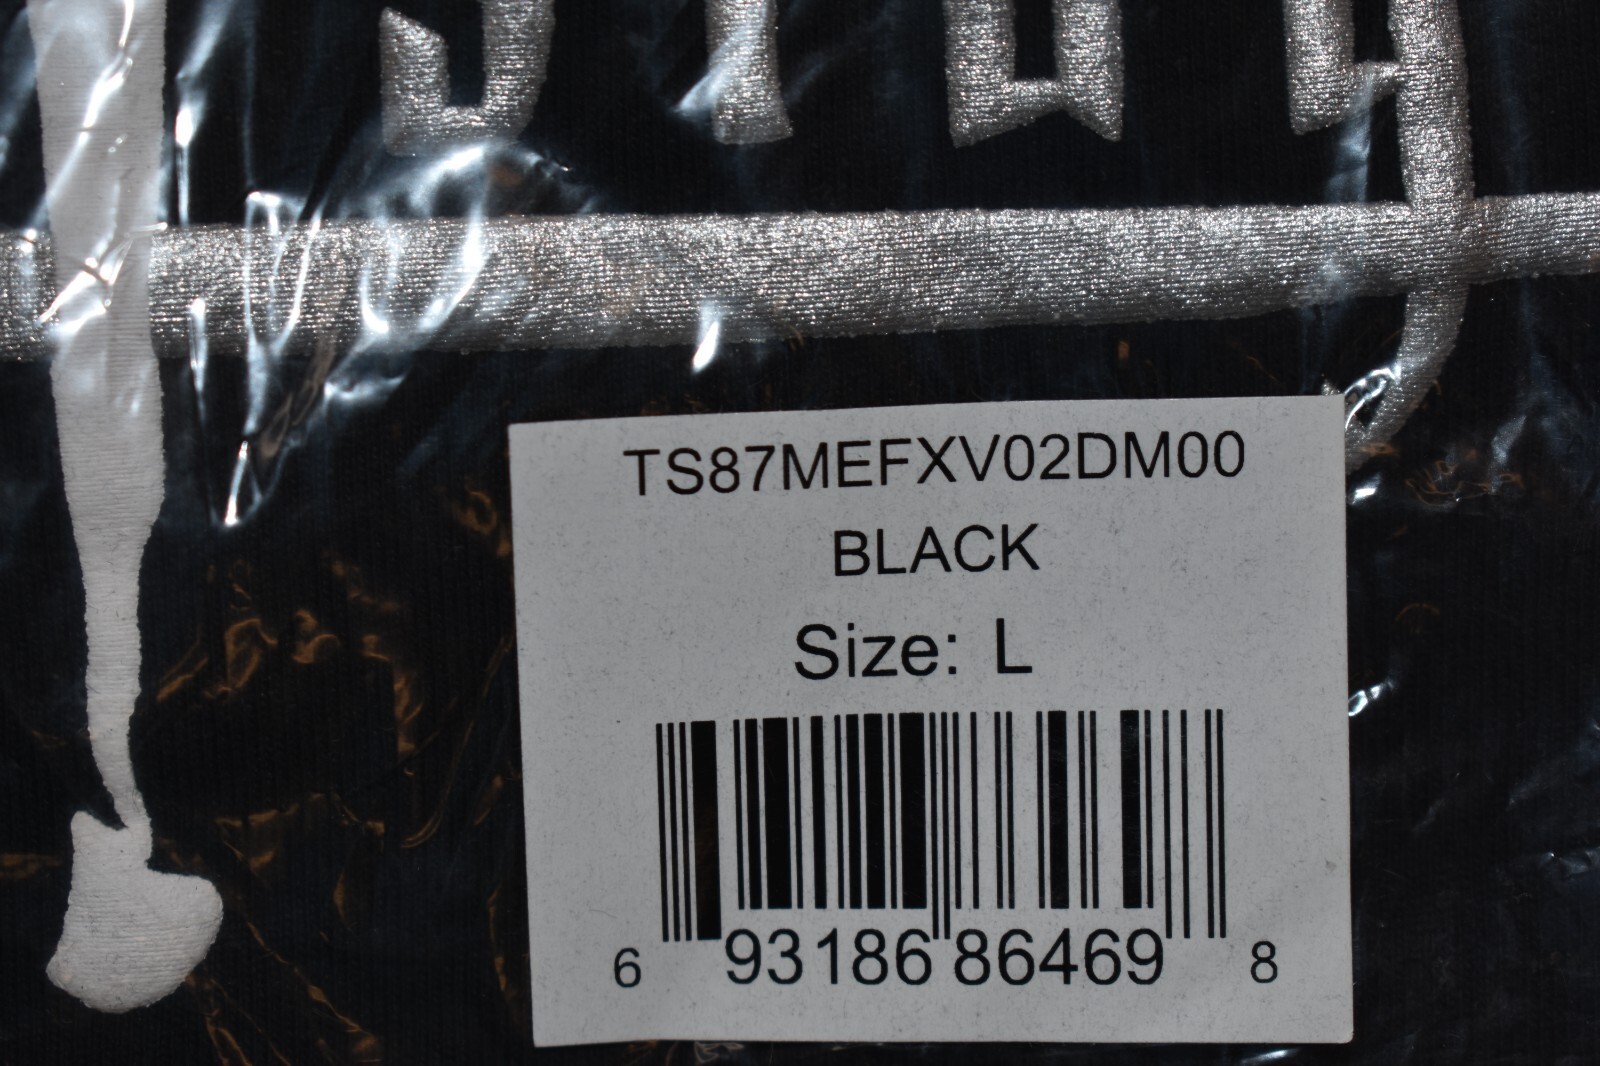 TS87MEFXV02DM00
BLACK
Size: L
6 93186 86469 8